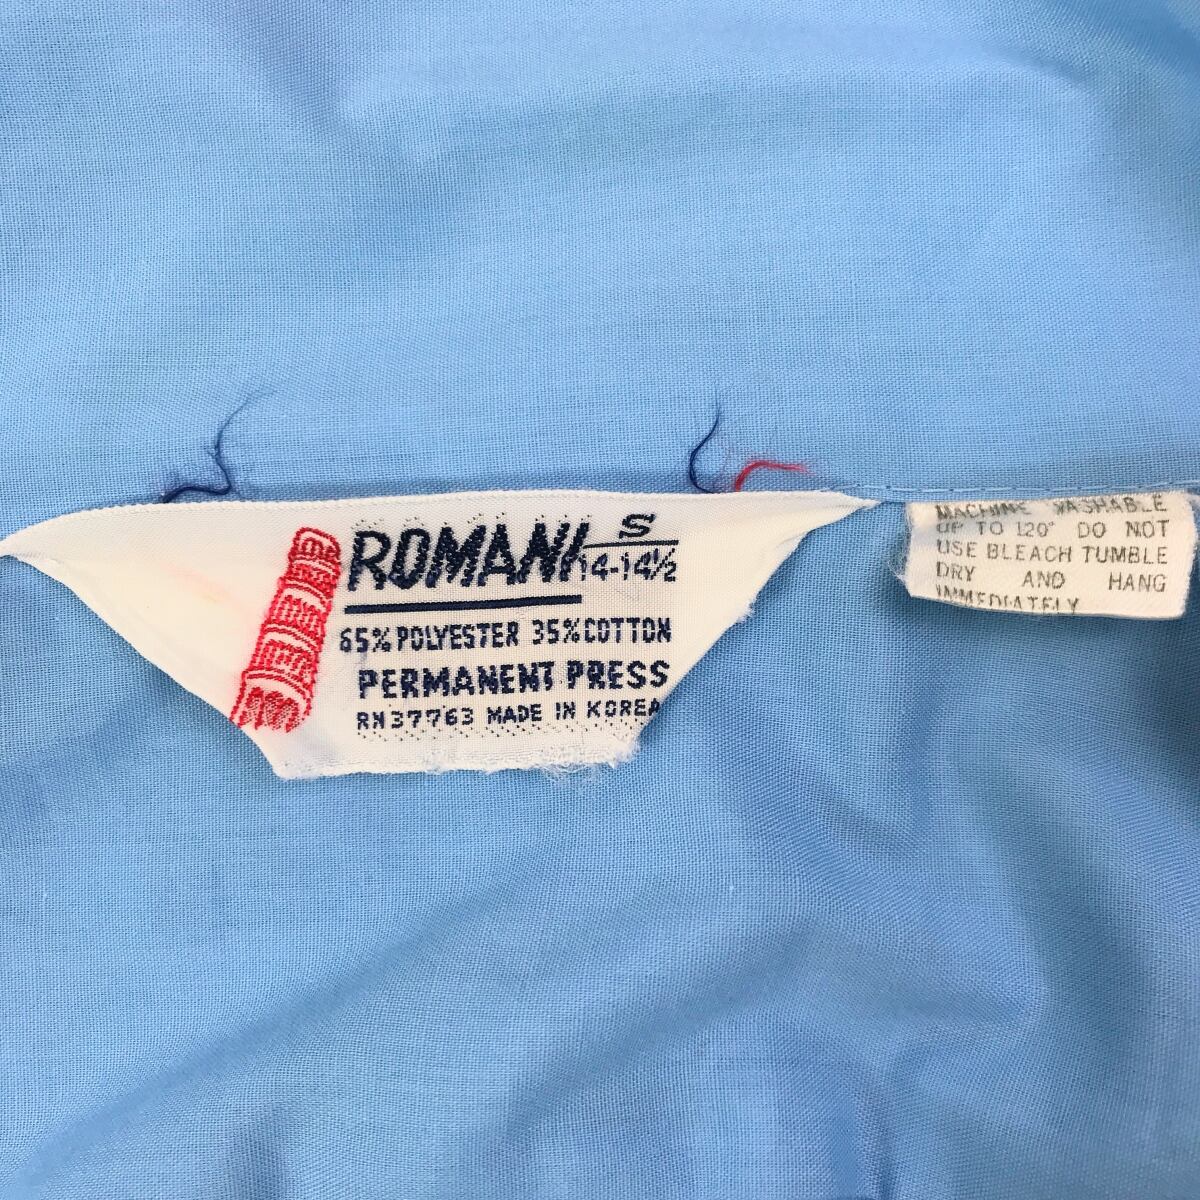 ROMANI
S
14-14½
65% POLYESTER 35% COTTON
PERMANENT PRESS
RN37763 MADE IN KOREA
MACHINE WASHABLE
UP TO 120° DO NOT
USE BLEACH TUMBLE
DRY AND HANG
IMMEDIATELY